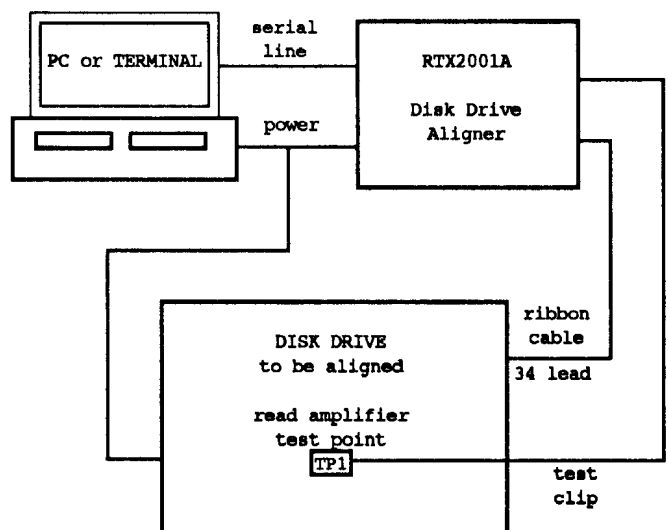 serial
line
PC or TERMINAL
RTX2001A
Disk Drive
Aligner
power
ribbon
cable
34 lead
DISK DRIVE
to be aligned
read amplifier
test point
TP1
test
clip